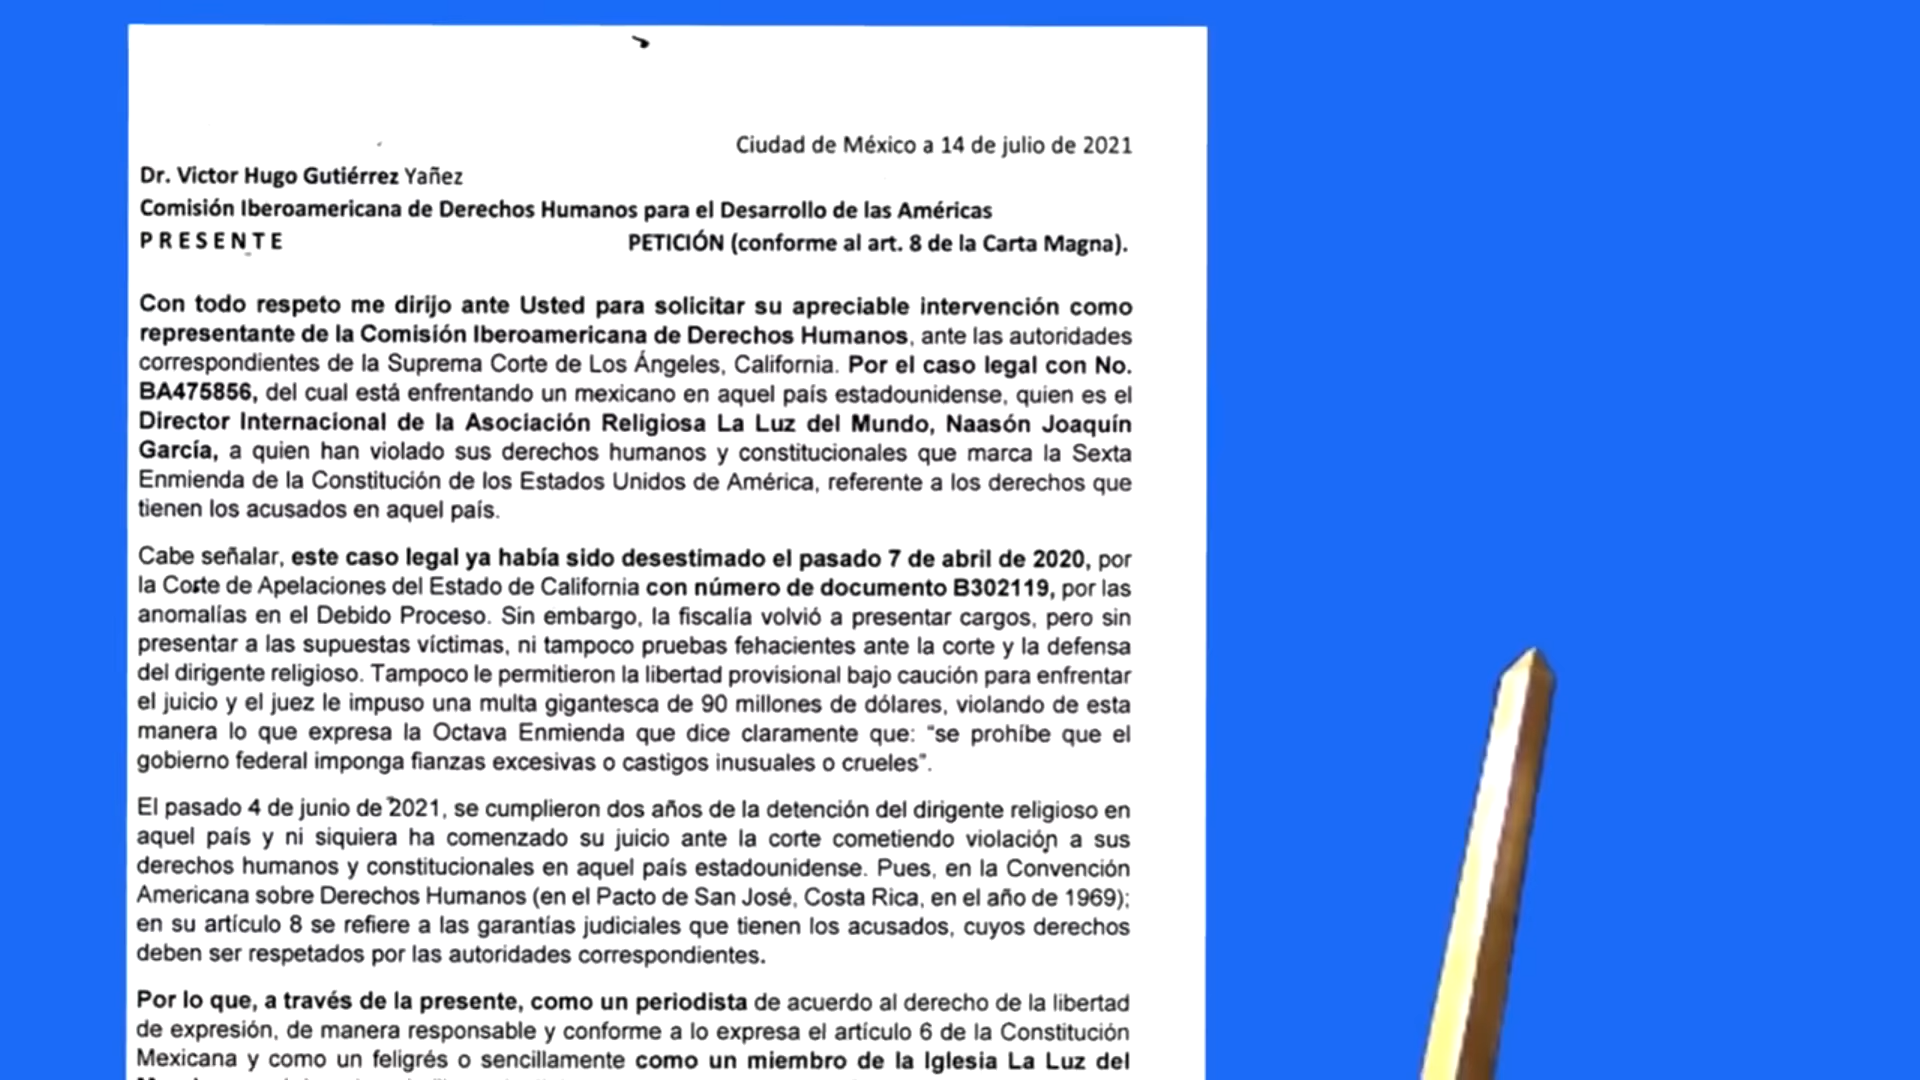 Ciudad de México a 14 de julio de 2021
Dr. Victor Hugo Gutiérrez Yañez
Comisión Iberoamericana de Derechos Humanos para el Desarrollo de las Américas
P R E S E N T E PETICIÓN (conforme al art. 8 de la Carta Magna).
Con todo respeto me dirijo ante Usted para solicitar su apreciable intervención como
representante de la Comisión Iberoamericana de Derechos Humanos, ante las autoridades
correspondientes de la Suprema Corte de Los Ángeles, California. Por el caso legal con No.
BA475856, del cual está enfrentando un mexicano en aquel país estadounidense, quien es el
Director Internacional de la Asociación Religiosa La Luz del Mundo, Naasón Joaquín
García, a quien han violado sus derechos humanos y constitucionales que marca la Sexta
Enmienda de la Constitución de los Estados Unidos de América, referente a los derechos que
tienen los acusados en aquel país.
Cabe señalar, este caso legal ya había sido desestimado el pasado 7 de abril de 2020, por
la Corte de Apelaciones del Estado de California con número de documento B302119, por las
anomalías en el Debido Proceso. Sin embargo, la fiscalía volvió a presentar cargos, pero sin
presentar a las supuestas víctimas, ni tampoco pruebas fehacientes ante la corte y la defensa
del dirigente religioso. Tampoco le permitieron la libertad provisional bajo caución para enfrentar
el juicio y el juez le impuso una multa gigantesca de 90 millones de dólares, violando de esta
manera lo que expresa la Octava Enmienda que dice claramente que: “se prohíbe que el
gobierno federal imponga fianzas excesivas o castigos inusuales o crueles”.
El pasado 4 de junio de 2021, se cumplieron dos años de la detención del dirigente religioso en
aquel país y ni siquiera ha comenzado su juicio ante la corte cometiendo violación a sus
derechos humanos y constitucionales en aquel país estadounidense. Pues, en la Convención
Americana sobre Derechos Humanos (en el Pacto de San José, Costa Rica, en el año de 1969);
en su artículo 8 se refiere a las garantías judiciales que tienen los acusados, cuyos derechos
deben ser respetados por las autoridades correspondientes.
Por lo que, a través de la presente, como un periodista de acuerdo al derecho de la libertad
de expresión, de manera responsable y conforme a lo expresa el artículo 6 de la Constitución
Mexicana y como un feligrés o sencillamente como un miembro de la Iglesia La Luz del